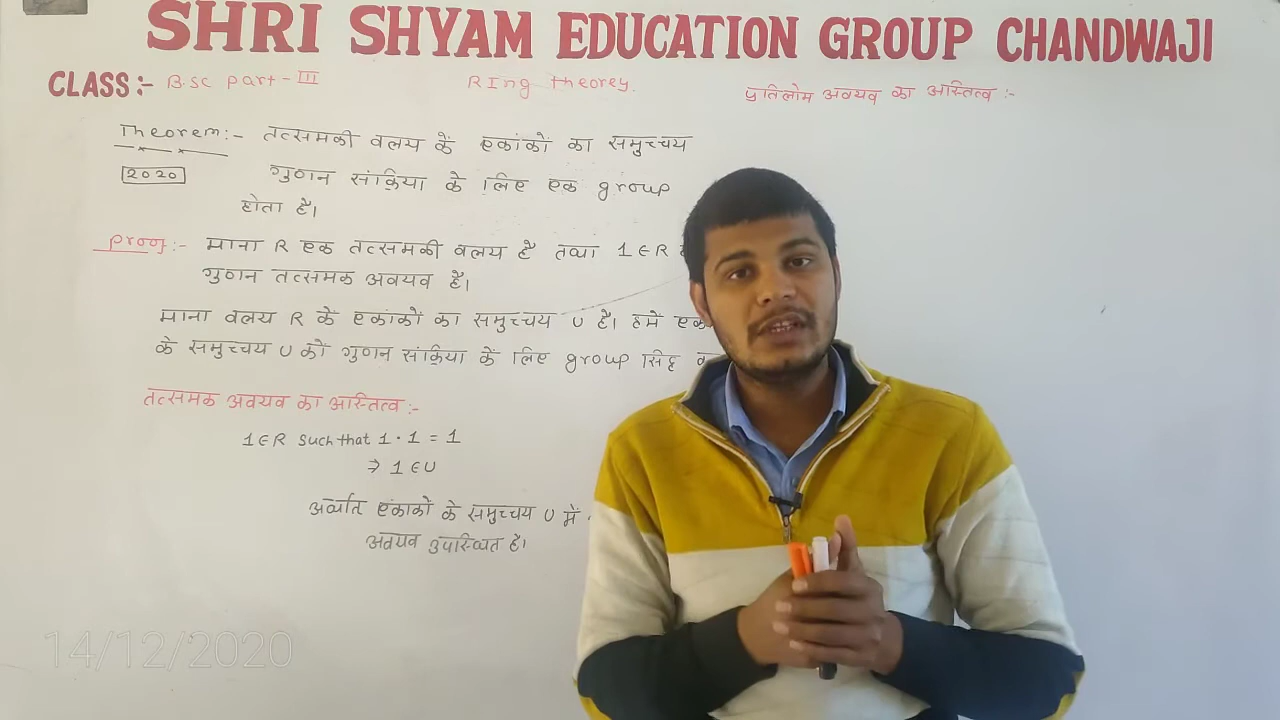 SHRI SHYAM EDUCATION GROUP CHANDWAJI
CLASS:- B.SC Part-III RIng theorey. प्रतिलोम अवयव का अस्तित्व :-
Theorem:- तत्समकी वलय के एकांकों का समुच्चय
2020 गुणन संक्रिया के लिए एक group
होता है।
proof:- माना R एक तत्समकी वलय है तथा 1 ∈ R
गुणन तत्समक अवयव है।
माना वलय R के एकांकों का समुच्चय U है। हमें
के समुच्चय U को गुणन संक्रिया के लिए group सिद्ध
तत्समक अवयव का अस्तित्व :-
1 ∈ R Such that 1 · 1 = 1
⇒ 1 ∈ U
अर्थात एकांकों के समुच्चय U में
अवयव उपस्थित है।
14/12/2020